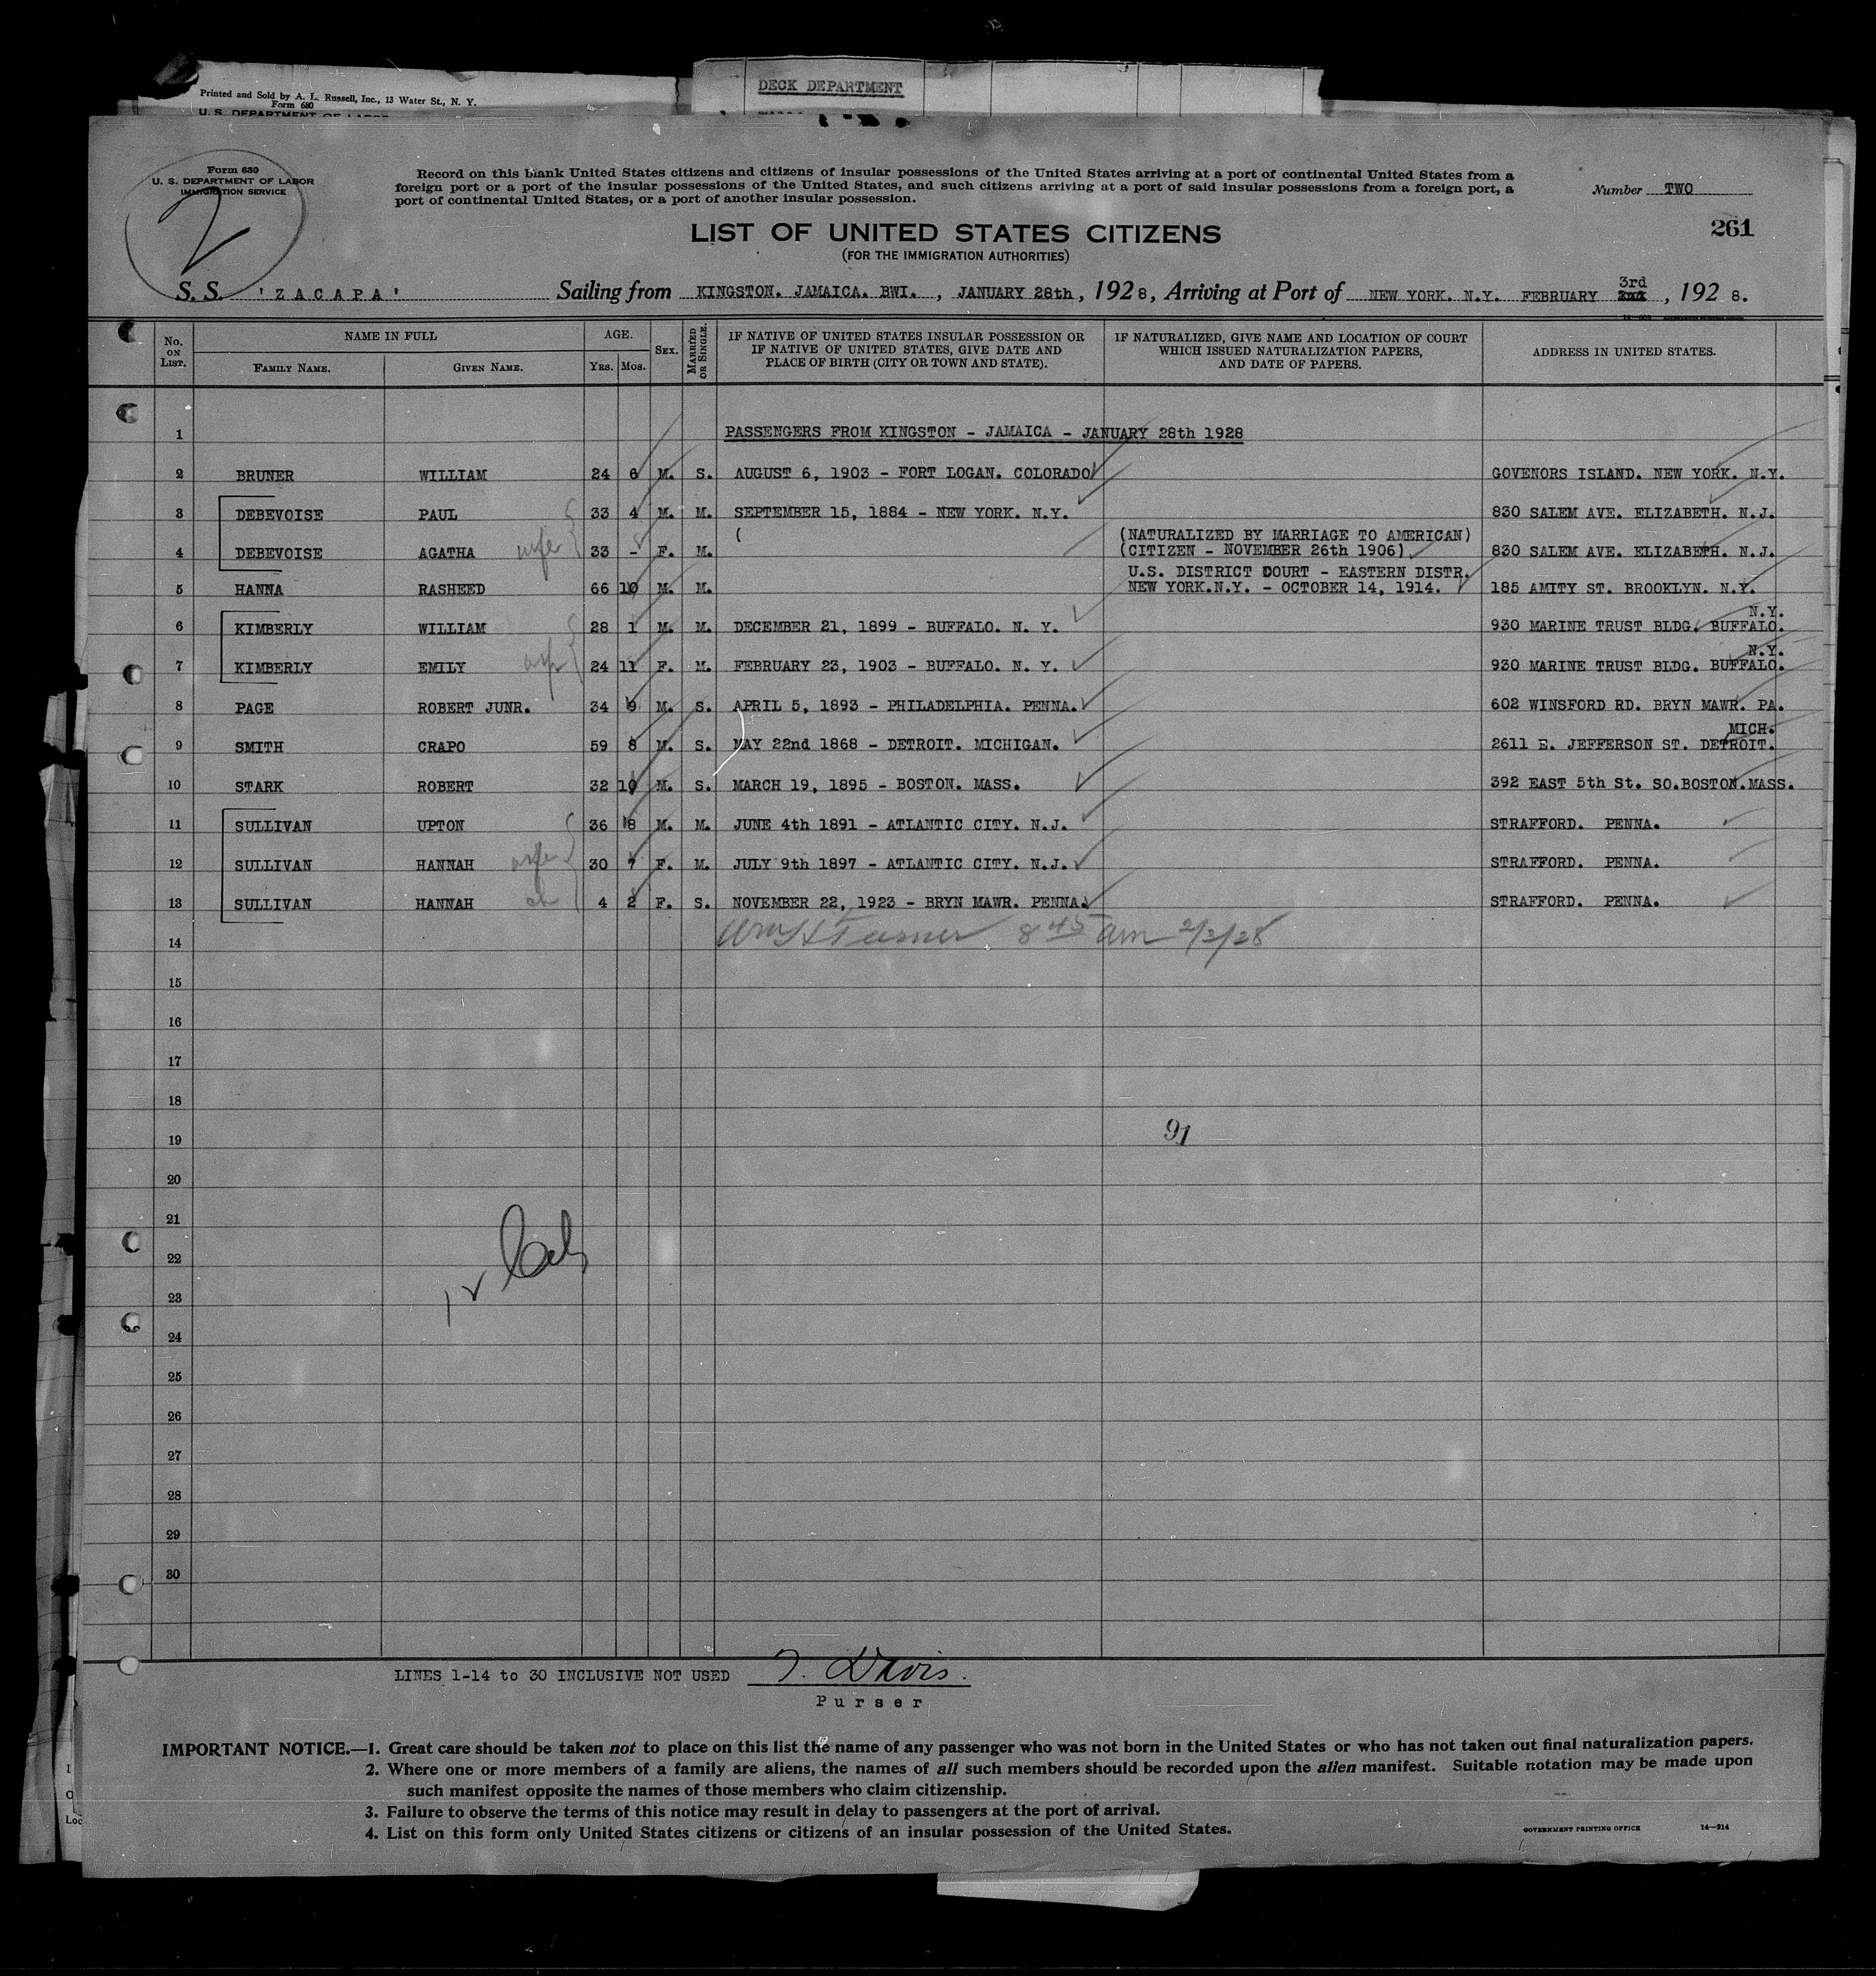 DECK DEPARTMENT
Printed and Sold by A. L. Russell, Inc., 13 Water St., N. Y.
Form 680
U. S. DEPARTMENT OF LABOR
Form 630
U. S. DEPARTMENT OF LABOR
IMMIGRATION SERVICE
2
Record on this blank United States citizens and citizens of insular possessions of the United States arriving at a port of continental United States from a
foreign port or a port of the insular possessions of the United States, and such citizens arriving at a port of said insular possessions from a foreign port, a
port of continental United States, or a port of another insular possession.
Number TWO
261
LIST OF UNITED STATES CITIZENS
(FOR THE IMMIGRATION AUTHORITIES)
S. S. 'ZACAPA' Sailing from KINGSTON. JAMAICA. BWI. , JANUARY 28th , 1928, Arriving at Port of NEW YORK. N.Y. FEBRUARY 3rd 2nd , 1928.
No. ON LIST. NAME IN FULL FAMILY NAME. GIVEN NAME. AGE. YRS. MOS. SEX. MARRIED OR SINGLE. IF NATIVE OF UNITED STATES INSULAR POSSESSION OR IF NATIVE OF UNITED STATES, GIVE DATE AND PLACE OF BIRTH (CITY OR TOWN AND STATE). IF NATURALIZED, GIVE NAME AND LOCATION OF COURT WHICH ISSUED NATURALIZATION PAPERS, AND DATE OF PAPERS. ADDRESS IN UNITED STATES.
1 PASSENGERS FROM KINGSTON - JAMAICA - JANUARY 28th 1928
2 BRUNER WILLIAM 24 6 M. S. AUGUST 6, 1903 - FORT LOGAN. COLORADO GOVENORS ISLAND. NEW YORK. N.Y.
3 DEBEVOISE PAUL 33 4 M. M. SEPTEMBER 15, 1884 - NEW YORK. N.Y. 830 SALEM AVE. ELIZABETH. N.J.
4 DEBEVOISE AGATHA wife 33 - F. M. ( (NATURALIZED BY MARRIAGE TO AMERICAN) (CITIZEN - NOVEMBER 26th 1906) 830 SALEM AVE. ELIZABETH. N.J.
5 HANNA RASHEED 66 10 M. M. U.S. DISTRICT COURT - EASTERN DISTR. NEW YORK.N.Y. - OCTOBER 14, 1914. 185 AMITY ST. BROOKLYN. N.Y.
6 KIMBERLY WILLIAM 28 1 M. M. DECEMBER 21, 1899 - BUFFALO. N. Y. 930 MARINE TRUST BLDG. BUFFALO. N.Y.
7 KIMBERLY EMILY 24 11 F. M. FEBRUARY 23, 1903 - BUFFALO. N. Y. 930 MARINE TRUST BLDG. BUFFALO. N.Y.
8 PAGE ROBERT JUNR. 34 9 M. S. APRIL 5, 1893 - PHILADELPHIA. PENNA. 602 WINSFORD RD. BRYN MAWR. PA.
9 SMITH CRAPO 59 8 M. S. MAY 22nd 1868 - DETROIT. MICHIGAN. 2611 E. JEFFERSON ST. DETROIT. MICH.
10 STARK ROBERT 32 10 M. S. MARCH 19, 1895 - BOSTON. MASS. 392 EAST 5th St. SO.BOSTON.MASS.
11 SULLIVAN UPTON 36 8 M. M. JUNE 4th 1891 - ATLANTIC CITY. N.J. STRAFFORD. PENNA.
12 SULLIVAN HANNAH wife 30 7 F. M. JULY 9th 1897 - ATLANTIC CITY. N.J. STRAFFORD. PENNA.
13 SULLIVAN HANNAH ch 4 2 F. S. NOVEMBER 22, 1923 - BRYN MAWR. PENNA. STRAFFORD. PENNA.
14 Wm H Turner 8 45 am 2/3/28
15
16
17
18
19 91
20
21
22
23
24
25
26
27
28
29
30
LINES 1-14 to 30 INCLUSIVE NOT USED
Davis.
Purser
IMPORTANT NOTICE.—1. Great care should be taken not to place on this list the name of any passenger who was not born in the United States or who has not taken out final naturalization papers.
2. Where one or more members of a family are aliens, the names of all such members should be recorded upon the alien manifest. Suitable notation may be made upon
such manifest opposite the names of those members who claim citizenship.
3. Failure to observe the terms of this notice may result in delay to passengers at the port of arrival.
4. List on this form only United States citizens or citizens of an insular possession of the United States.
GOVERNMENT PRINTING OFFICE 14—914